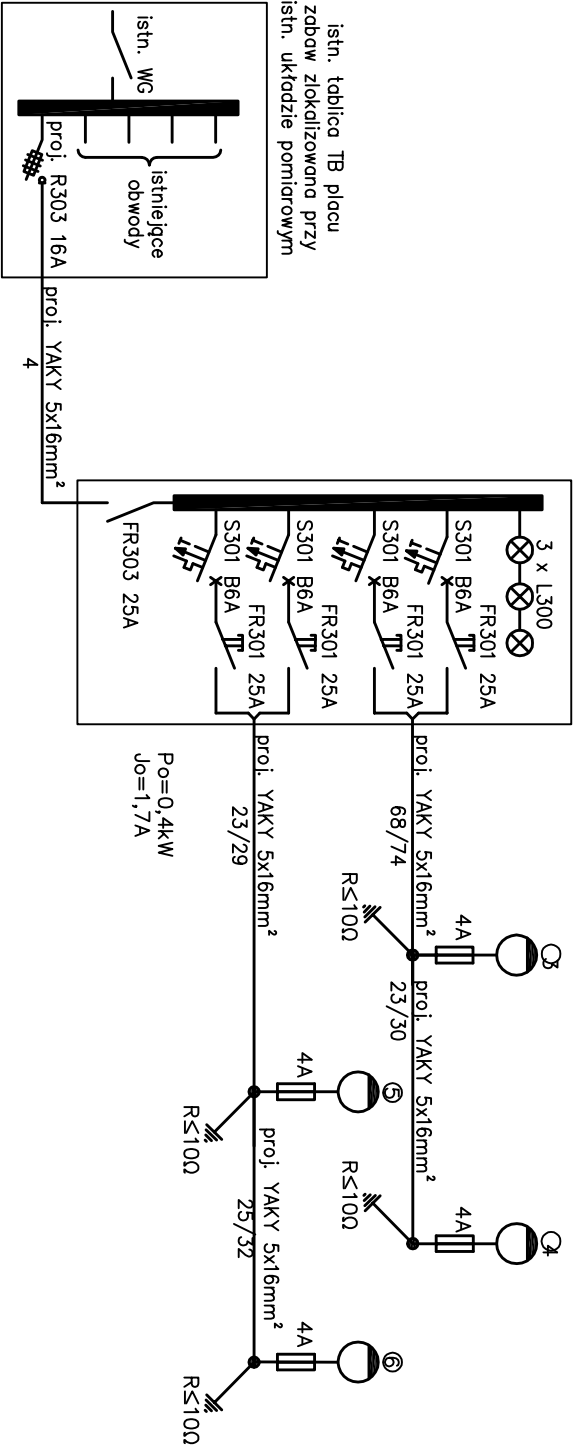 istn. tablica TB placu
zabaw zlokalizowana przy
istn. układzie pomiarowym
istn. WG
istniejące
obwody
proj. R303 16A
proj. YAKY 5x16mm²
4
3 x L300
S301 B6A
FR301 25A
S301 B6A
FR301 25A
S301 B6A
FR301 25A
S301 B6A
FR301 25A
FR303 25A
proj. YAKY 5x16mm²
68/74
R≤10Ω
4A
3
proj. YAKY 5x16mm²
23/30
R≤10Ω
4A
4
proj. YAKY 5x16mm²
23/29
R≤10Ω
4A
5
proj. YAKY 5x16mm²
25/32
R≤10Ω
4A
6
Po=0,4kW
Jo=1,7A